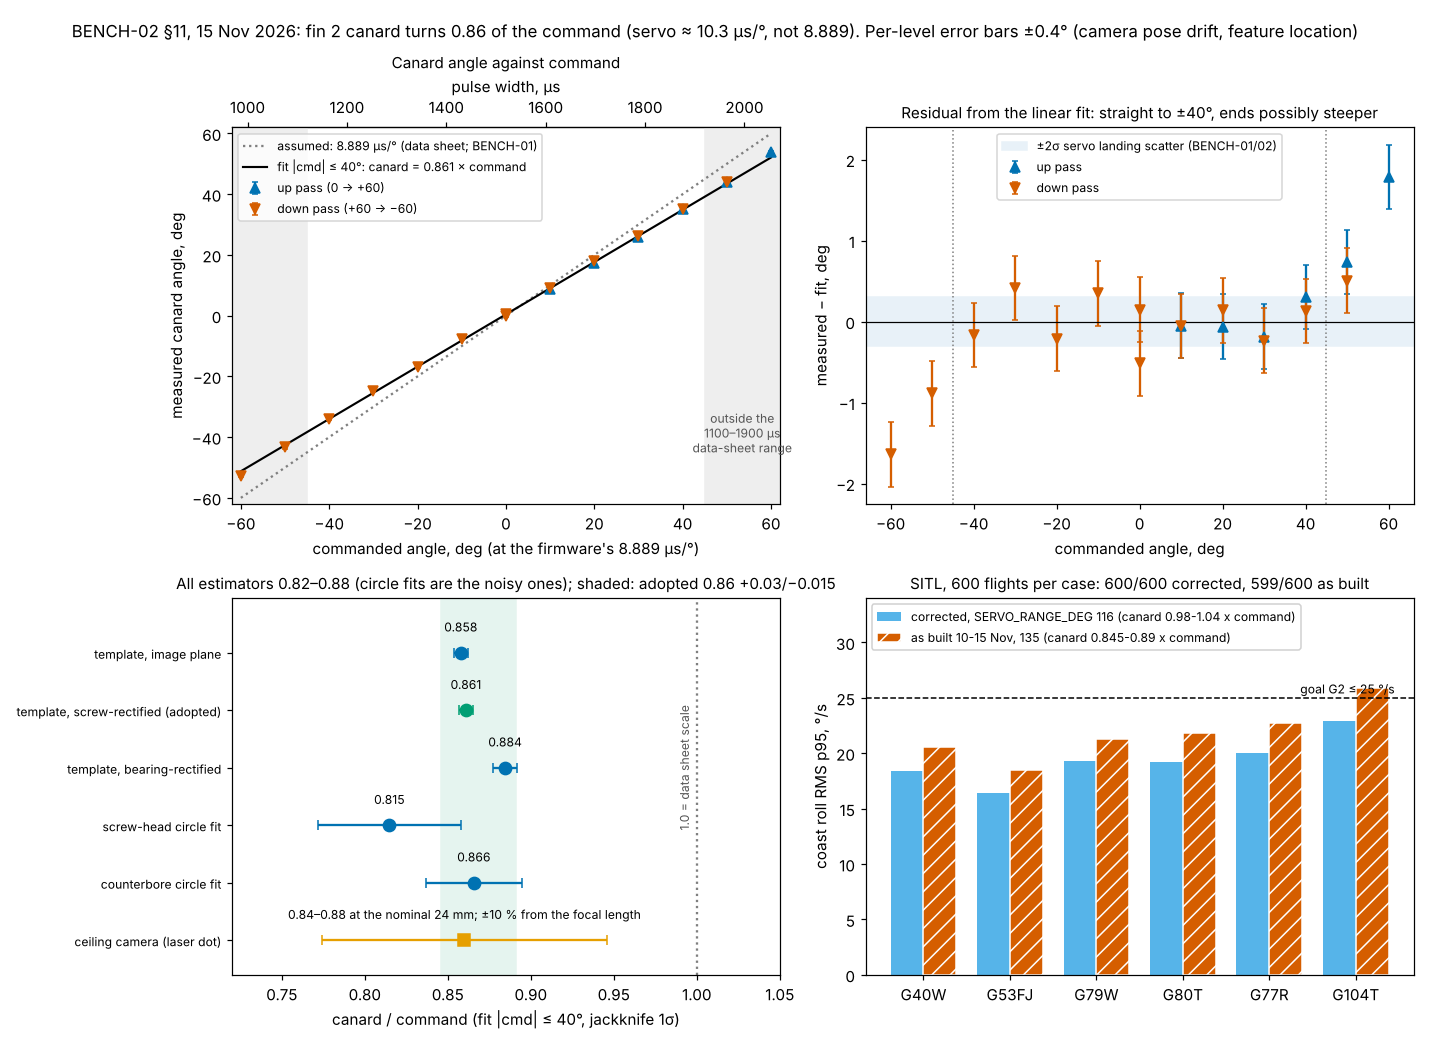 BENCH-02 §11, 15 Nov 2026: fin 2 canard turns 0.86 of the command (servo ≈ 10.3 µs/°, not 8.889). Per-level error bars ±0.4° (camera pose drift, feature location)
Canard angle against command
pulse width, µs
1000 1200 1400 1600 1800 2000
assumed: 8.889 µs/° (data sheet; BENCH-01)
fit |cmd| ≤ 40°: canard = 0.861 × command
up pass (0 → +60)
down pass (+60 → −60)
outside the
1100–1900 µs
data-sheet range
measured canard angle, deg
60
40
20
0
−20
−40
−60
−60 −40 −20 0 20 40 60
commanded angle, deg (at the firmware's 8.889 µs/°)
Residual from the linear fit: straight to ±40°, ends possibly steeper
±2σ servo landing scatter (BENCH-01/02)
up pass
down pass
measured − fit, deg
2
1
0
−1
−2
−60 −40 −20 0 20 40 60
commanded angle, deg
All estimators 0.82–0.88 (circle fits are the noisy ones); shaded: adopted 0.86 +0.03/−0.015
template, image plane
0.858
template, screw-rectified (adopted)
0.861
template, bearing-rectified
0.884
screw-head circle fit
0.815
counterbore circle fit
0.866
ceiling camera (laser dot)
0.84–0.88 at the nominal 24 mm; ±10 % from the focal length
1.0 = data sheet scale
0.75 0.80 0.85 0.90 0.95 1.00 1.05
canard / command (fit |cmd| ≤ 40°, jackknife 1σ)
SITL, 600 flights per case: 600/600 corrected, 599/600 as built
corrected, SERVO_RANGE_DEG 116 (canard 0.98-1.04 x command)
as built 10-15 Nov, 135 (canard 0.845-0.89 x command)
goal G2 ≤ 25 °/s
coast roll RMS p95, °/s
30
25
20
15
10
5
0
G40W G53FJ G79W G80T G77R G104T